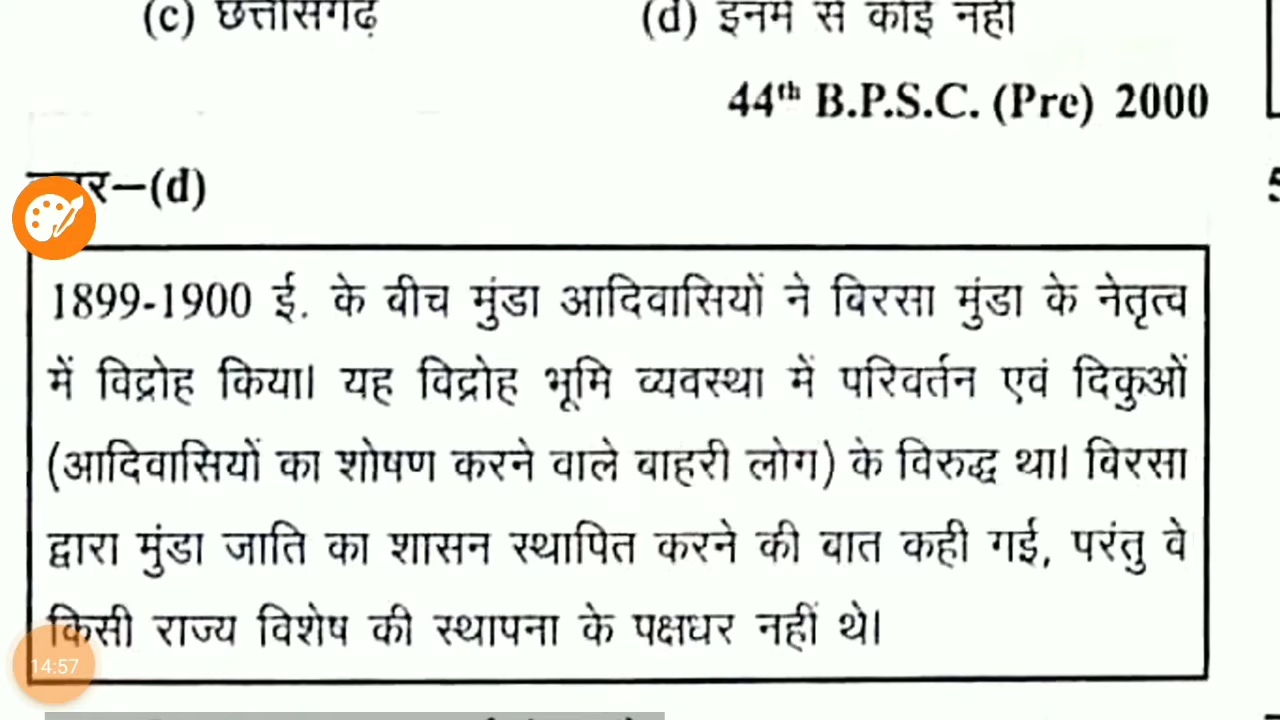 (c) छत्तीसगढ़ (d) इनमें से कोई नहीं
44th B.P.S.C. (Pre) 2000
–(d)
5
1899-1900 ई. के बीच मुंडा आदिवासियों ने बिरसा मुंडा के नेतृत्व
में विद्रोह किया। यह विद्रोह भूमि व्यवस्था में परिवर्तन एवं दिकुओं
(आदिवासियों का शोषण करने वाले बाहरी लोग) के विरुद्ध था। बिरसा
द्वारा मुंडा जाति का शासन स्थापित करने की बात कही गई, परंतु वे
किसी राज्य विशेष की स्थापना के पक्षधर नहीं थे।
14:57